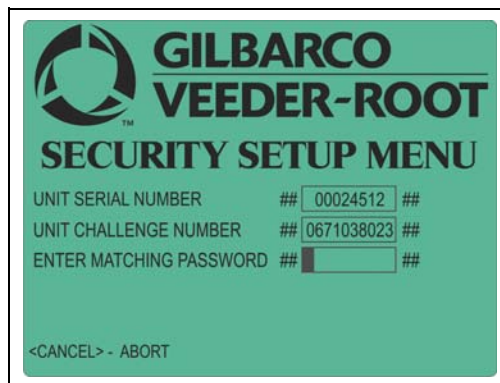 GILBARCO
VEEDER-ROOT
TM
SECURITY SETUP MENU
UNIT SERIAL NUMBER ## 00024512 ##
UNIT CHALLENGE NUMBER ## 0671038023 ##
ENTER MATCHING PASSWORD ## ##
<CANCEL> - ABORT